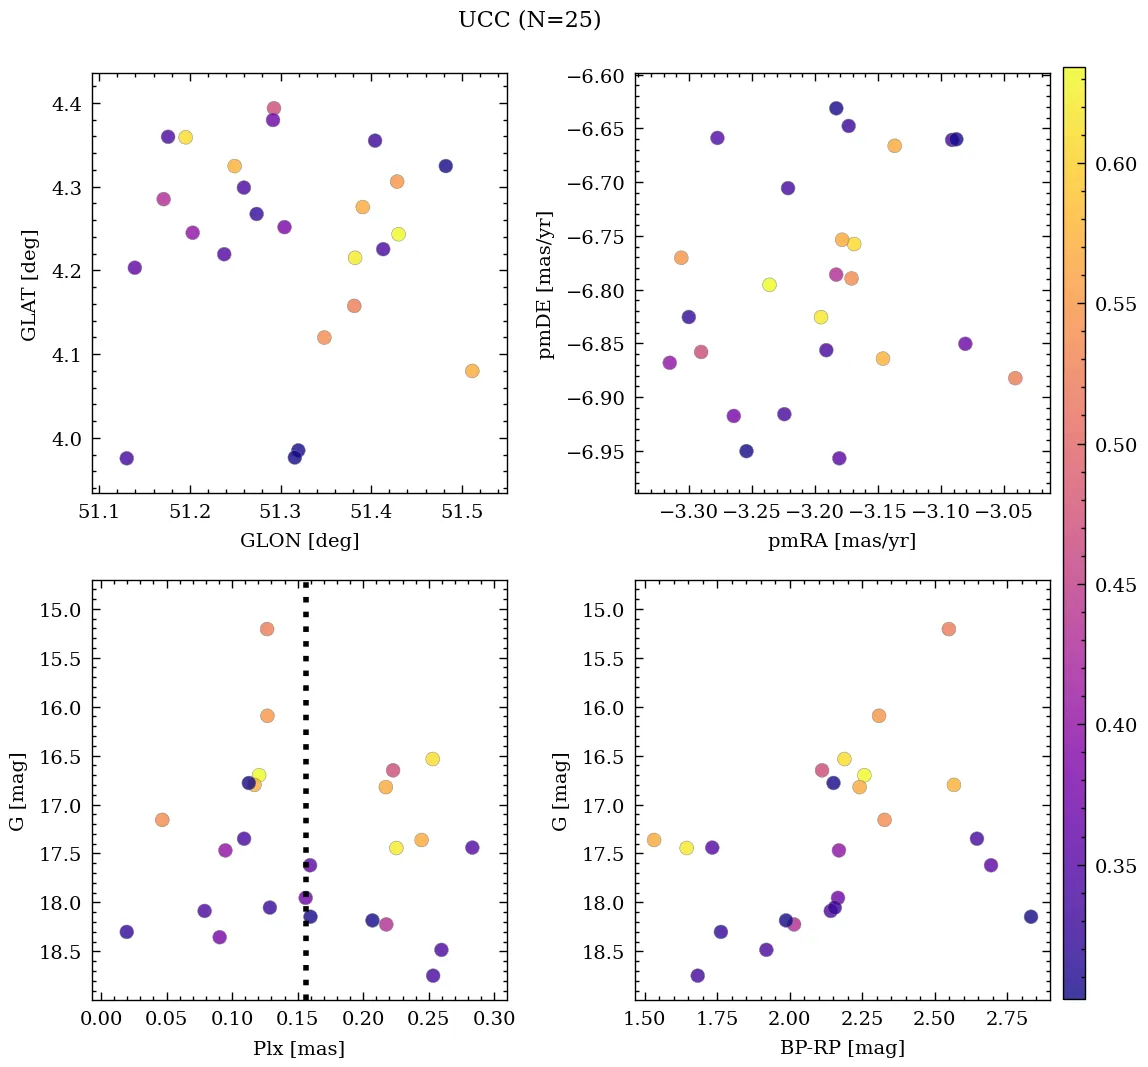 UCC (N=25)
4.4
4.3
4.2
4.1
4.0
GLAT [deg]
51.1 51.2 51.3 51.4 51.5
GLON [deg]
−6.60
−6.65
−6.70
−6.75
−6.80
−6.85
−6.90
−6.95
pmDE [mas/yr]
−3.30 −3.25 −3.20 −3.15 −3.10 −3.05
pmRA [mas/yr]
0.60
0.55
0.50
0.45
0.40
0.35
15.0
15.5
16.0
16.5
17.0
17.5
18.0
18.5
G [mag]
0.00 0.05 0.10 0.15 0.20 0.25 0.30
Plx [mas]
15.0
15.5
16.0
16.5
17.0
17.5
18.0
18.5
G [mag]
1.50 1.75 2.00 2.25 2.50 2.75
BP-RP [mag]